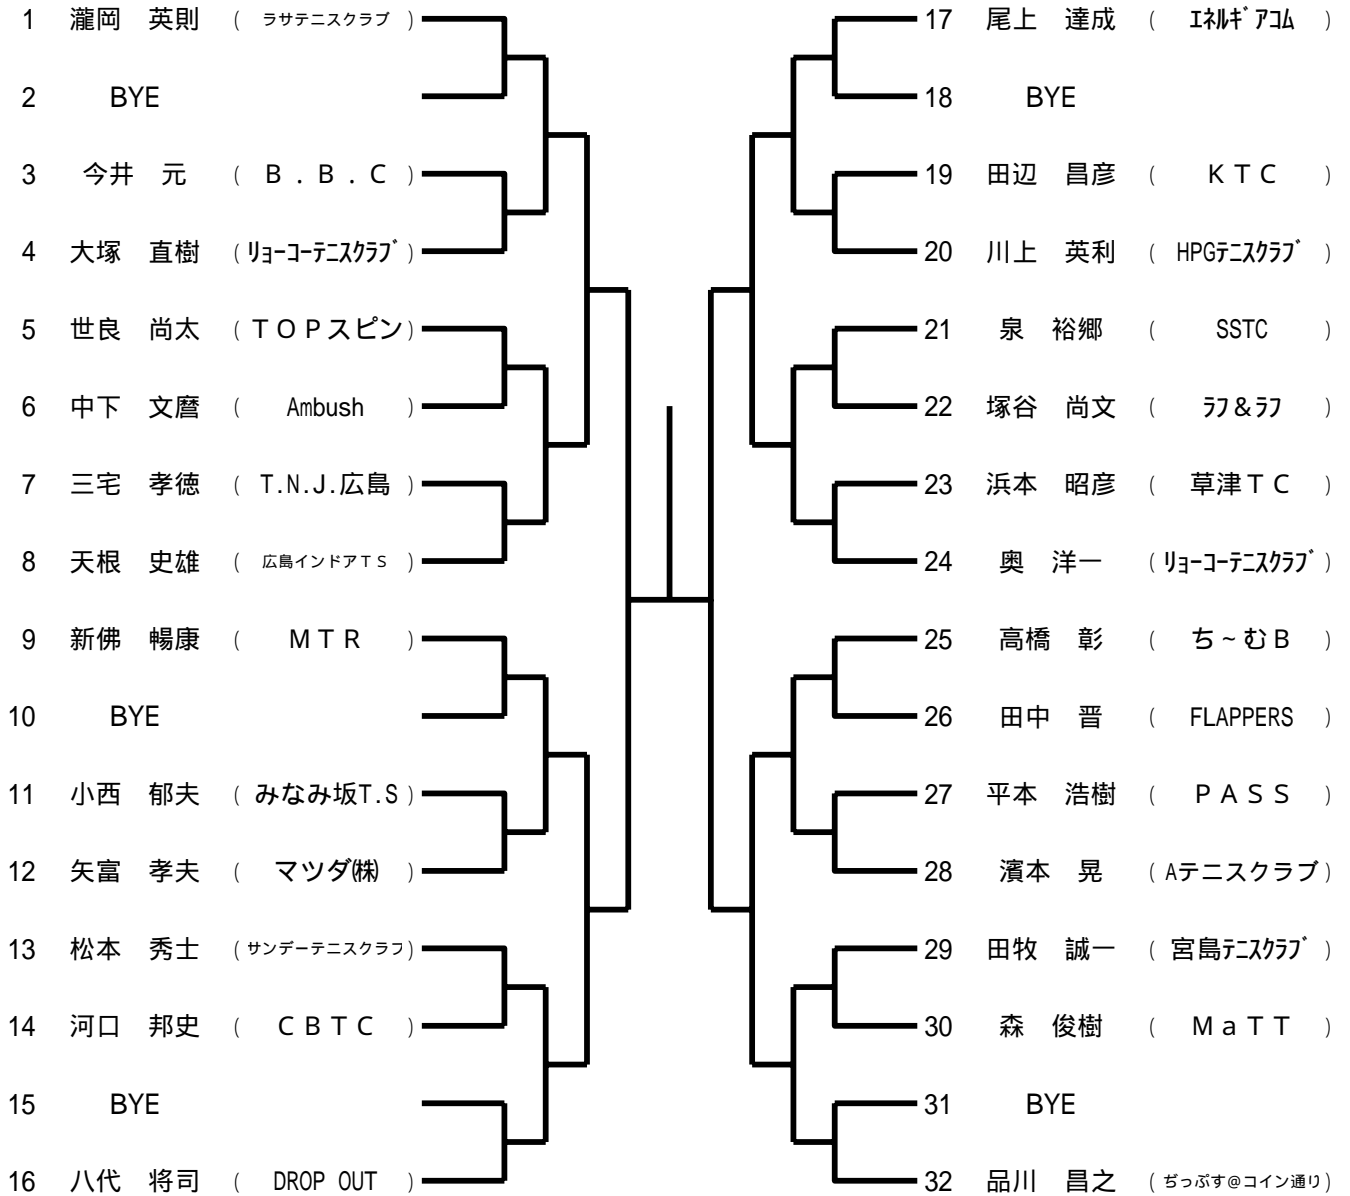 1 瀧岡 英則 ( ラサテニスクラブ )
2 BYE
3 今井 元 ( B．B．C )
4 大塚 直樹 (ﾘｮｰｺｰﾃﾆｽｸﾗﾌﾞ)
5 世良 尚太 (ＴＯＰスピン)
6 中下 文麿 ( Ambush )
7 三宅 孝徳 ( T.N.J.広島 )
8 天根 史雄 ( 広島インドアＴＳ )
9 新佛 暢康 ( ＭＴＲ )
10 BYE
11 小西 郁夫 ( みなみ坂T.S )
12 矢富 孝夫 ( マツダ㈱ )
13 松本 秀士 (サンデーテニスクラブ)
14 河口 邦史 ( ＣＢＴＣ )
15 BYE
16 八代 将司 ( DROP OUT )
17 尾上 達成 ( ｴﾈﾙｷﾞｱｺﾑ )
18 BYE
19 田辺 昌彦 ( ＫＴＣ )
20 川上 英利 ( HPGﾃﾆｽｸﾗﾌﾞ )
21 泉 裕郷 ( SSTC )
22 塚谷 尚文 ( ﾗﾌ＆ﾗﾌ )
23 浜本 昭彦 ( 草津ＴＣ )
24 奥 洋一 (ﾘｮｰｺｰﾃﾆｽｸﾗﾌﾞ)
25 高橋 彰 ( ち～むＢ )
26 田中 晋 ( FLAPPERS )
27 平本 浩樹 ( ＰＡＳＳ )
28 濱本 晃 (Aテニスクラブ)
29 田牧 誠一 ( 宮島ﾃﾆｽｸﾗﾌﾞ )
30 森 俊樹 ( ＭａＴＴ )
31 BYE
32 品川 昌之 (ぢっぷす＠コイン通り)